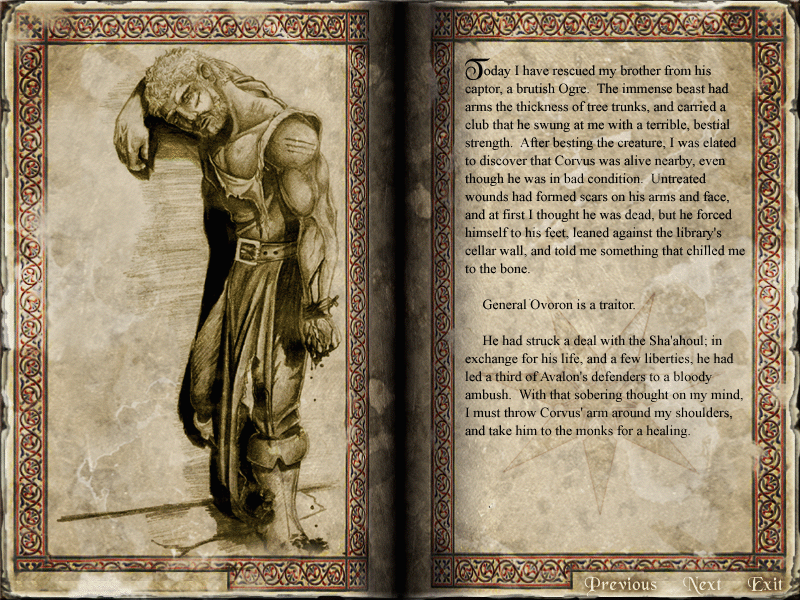 Today I have rescued my brother from his
captor, a brutish Ogre. The immense beast had
arms the thickness of tree trunks, and carried a
club that he swung at me with a terrible, bestial
strength. After besting the creature, I was elated
to discover that Corvus was alive nearby, even
though he was in bad condition. Untreated
wounds had formed scars on his arms and face,
and at first I thought he was dead, but he forced
himself to his feet, leaned against the library's
cellar wall, and told me something that chilled me
to the bone.
General Ovoron is a traitor.
He had struck a deal with the Sha'ahoul; in
exchange for his life, and a few liberties, he had
led a third of Avalon's defenders to a bloody
ambush. With that sobering thought on my mind,
I must throw Corvus' arm around my shoulders,
and take him to the monks for a healing.
Previous Next Exit